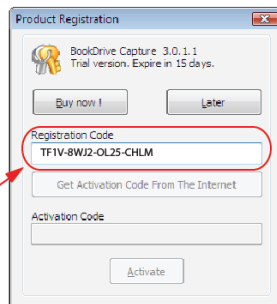 Product Registration
BookDrive Capture 3.0.1.1
Trial version. Expire in 15 days.
Buy now !
Later
Registration Code
TF1V-8WJ2-OL25-CHLM
Get Activation Code From The Internet
Activation Code
Activate